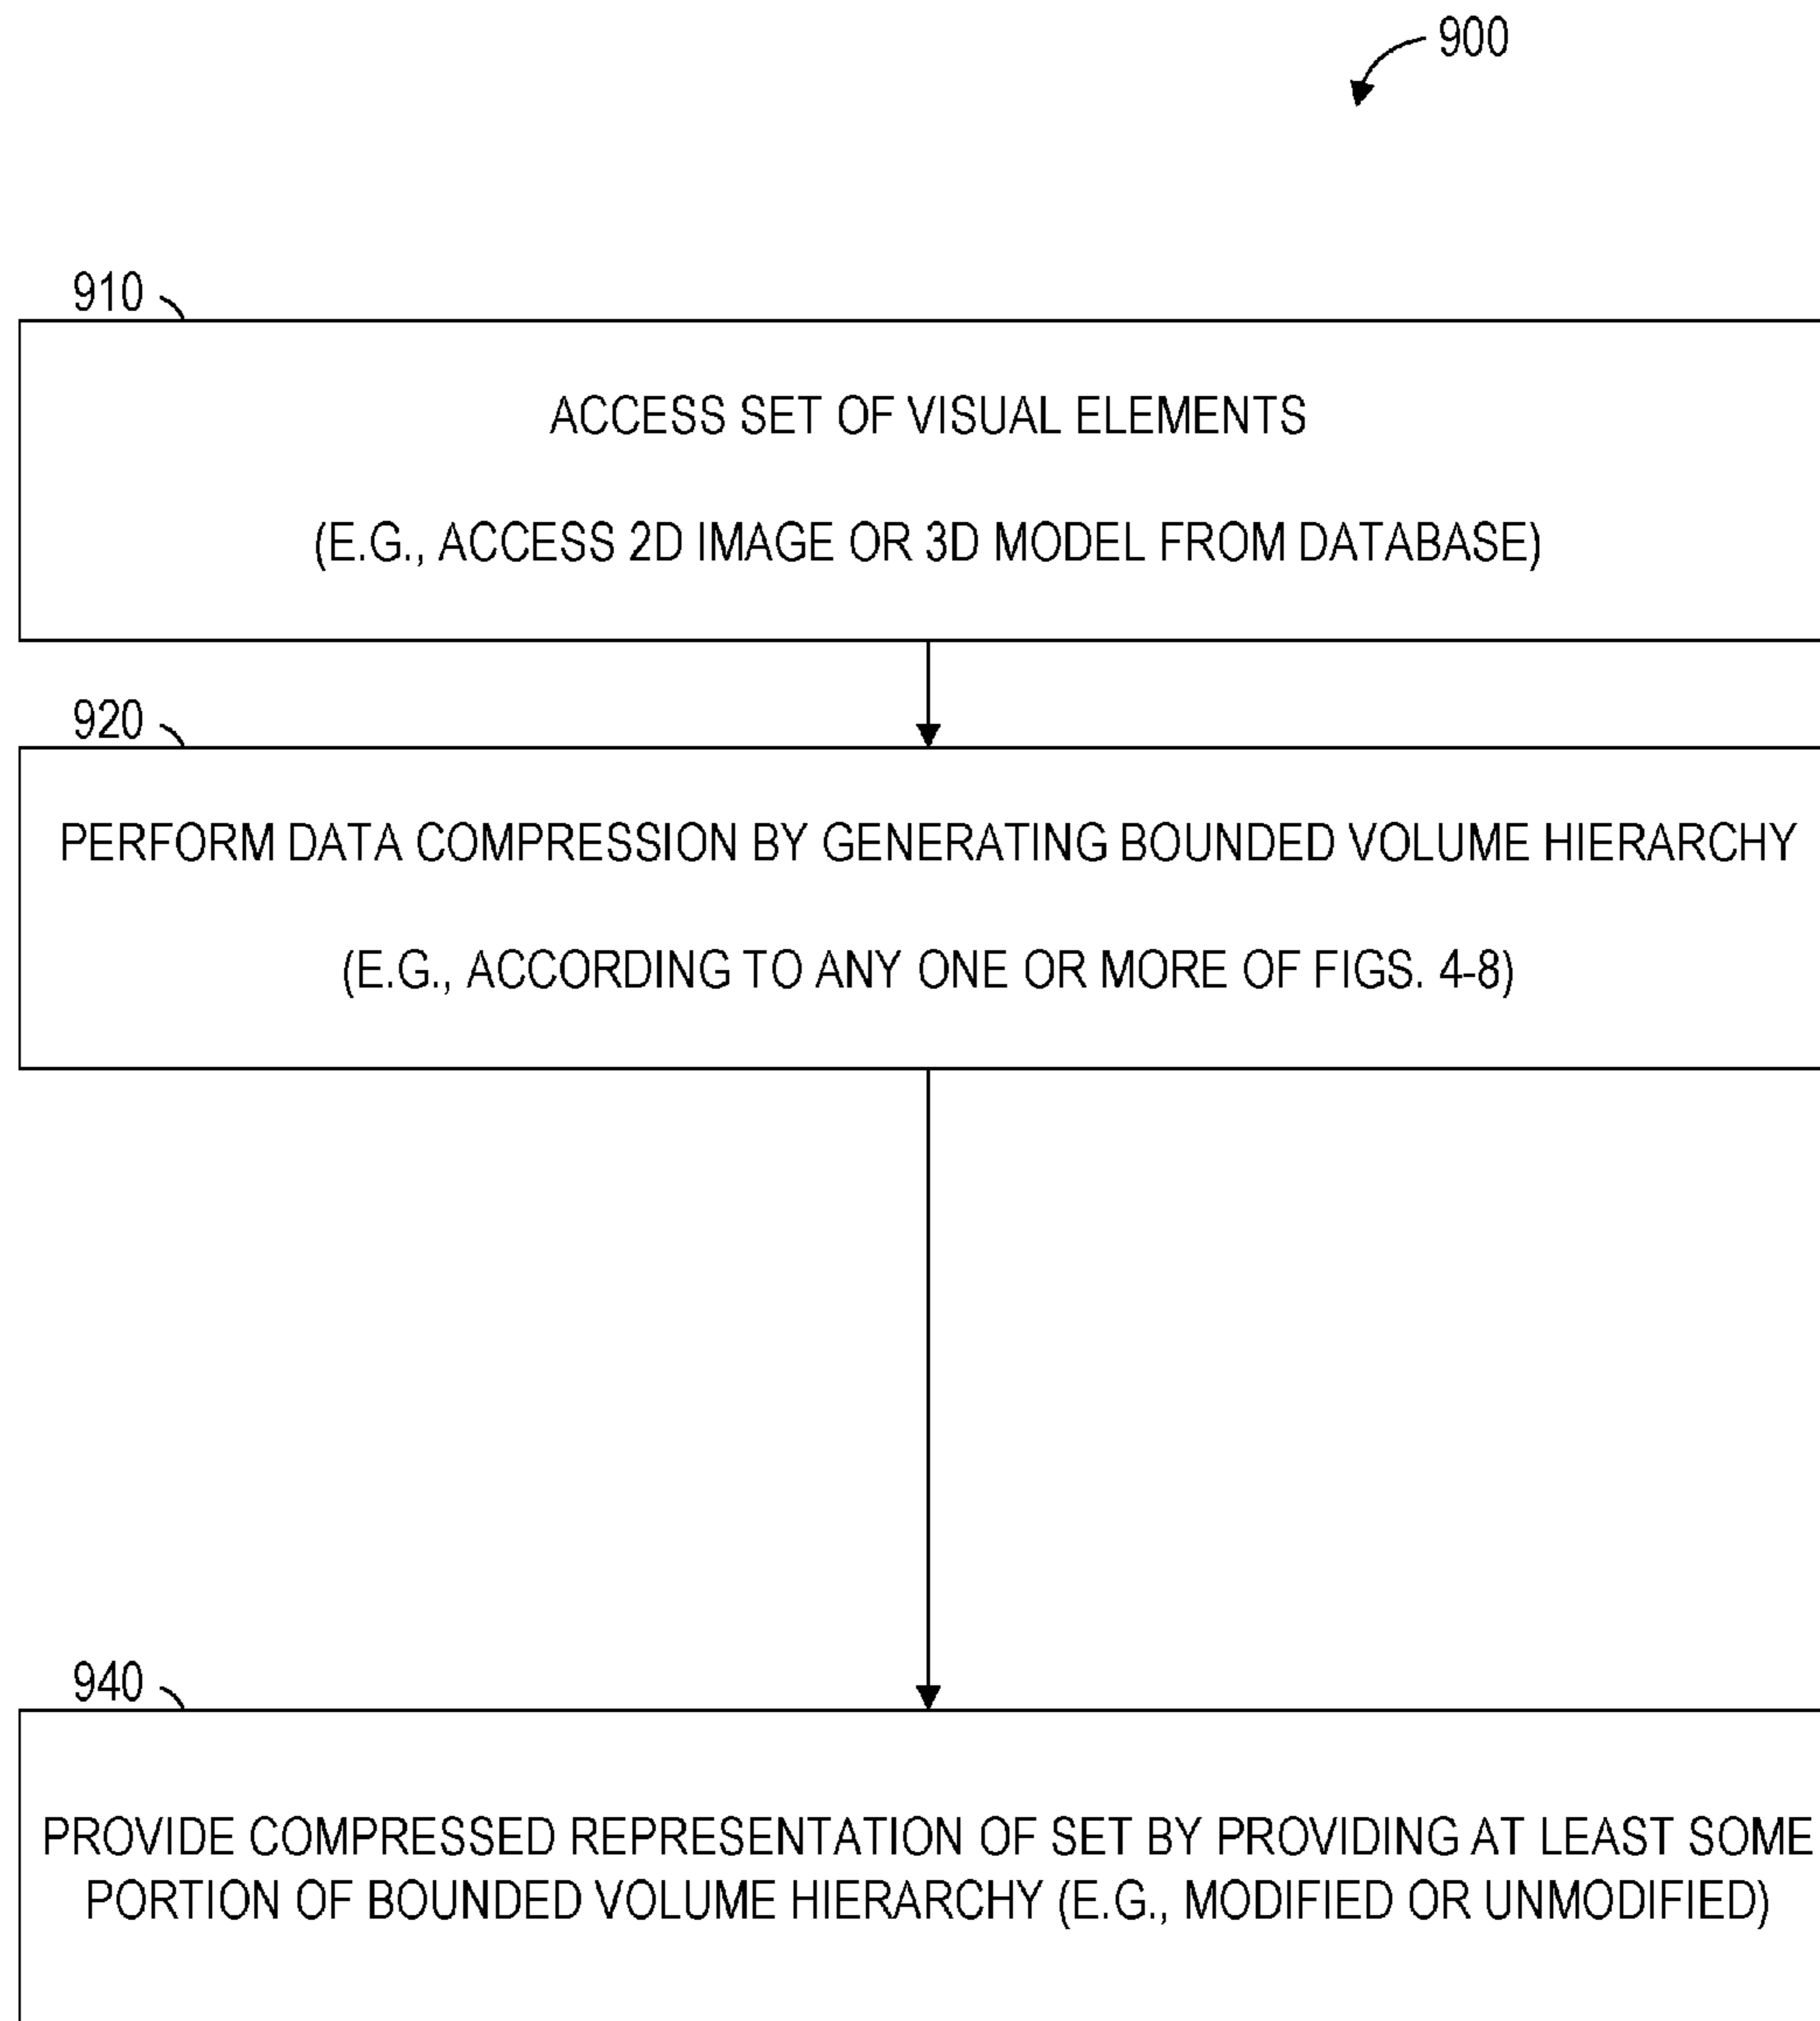 900
910
ACCESS SET OF VISUAL ELEMENTS
(E.G., ACCESS 2D IMAGE OR 3D MODEL FROM DATABASE)
920
PERFORM DATA COMPRESSION BY GENERATING BOUNDED VOLUME HIERARCHY
(E.G., ACCORDING TO ANY ONE OR MORE OF FIGS. 4-8)
940
PROVIDE COMPRESSED REPRESENTATION OF SET BY PROVIDING AT LEAST SOME
PORTION OF BOUNDED VOLUME HIERARCHY (E.G., MODIFIED OR UNMODIFIED)